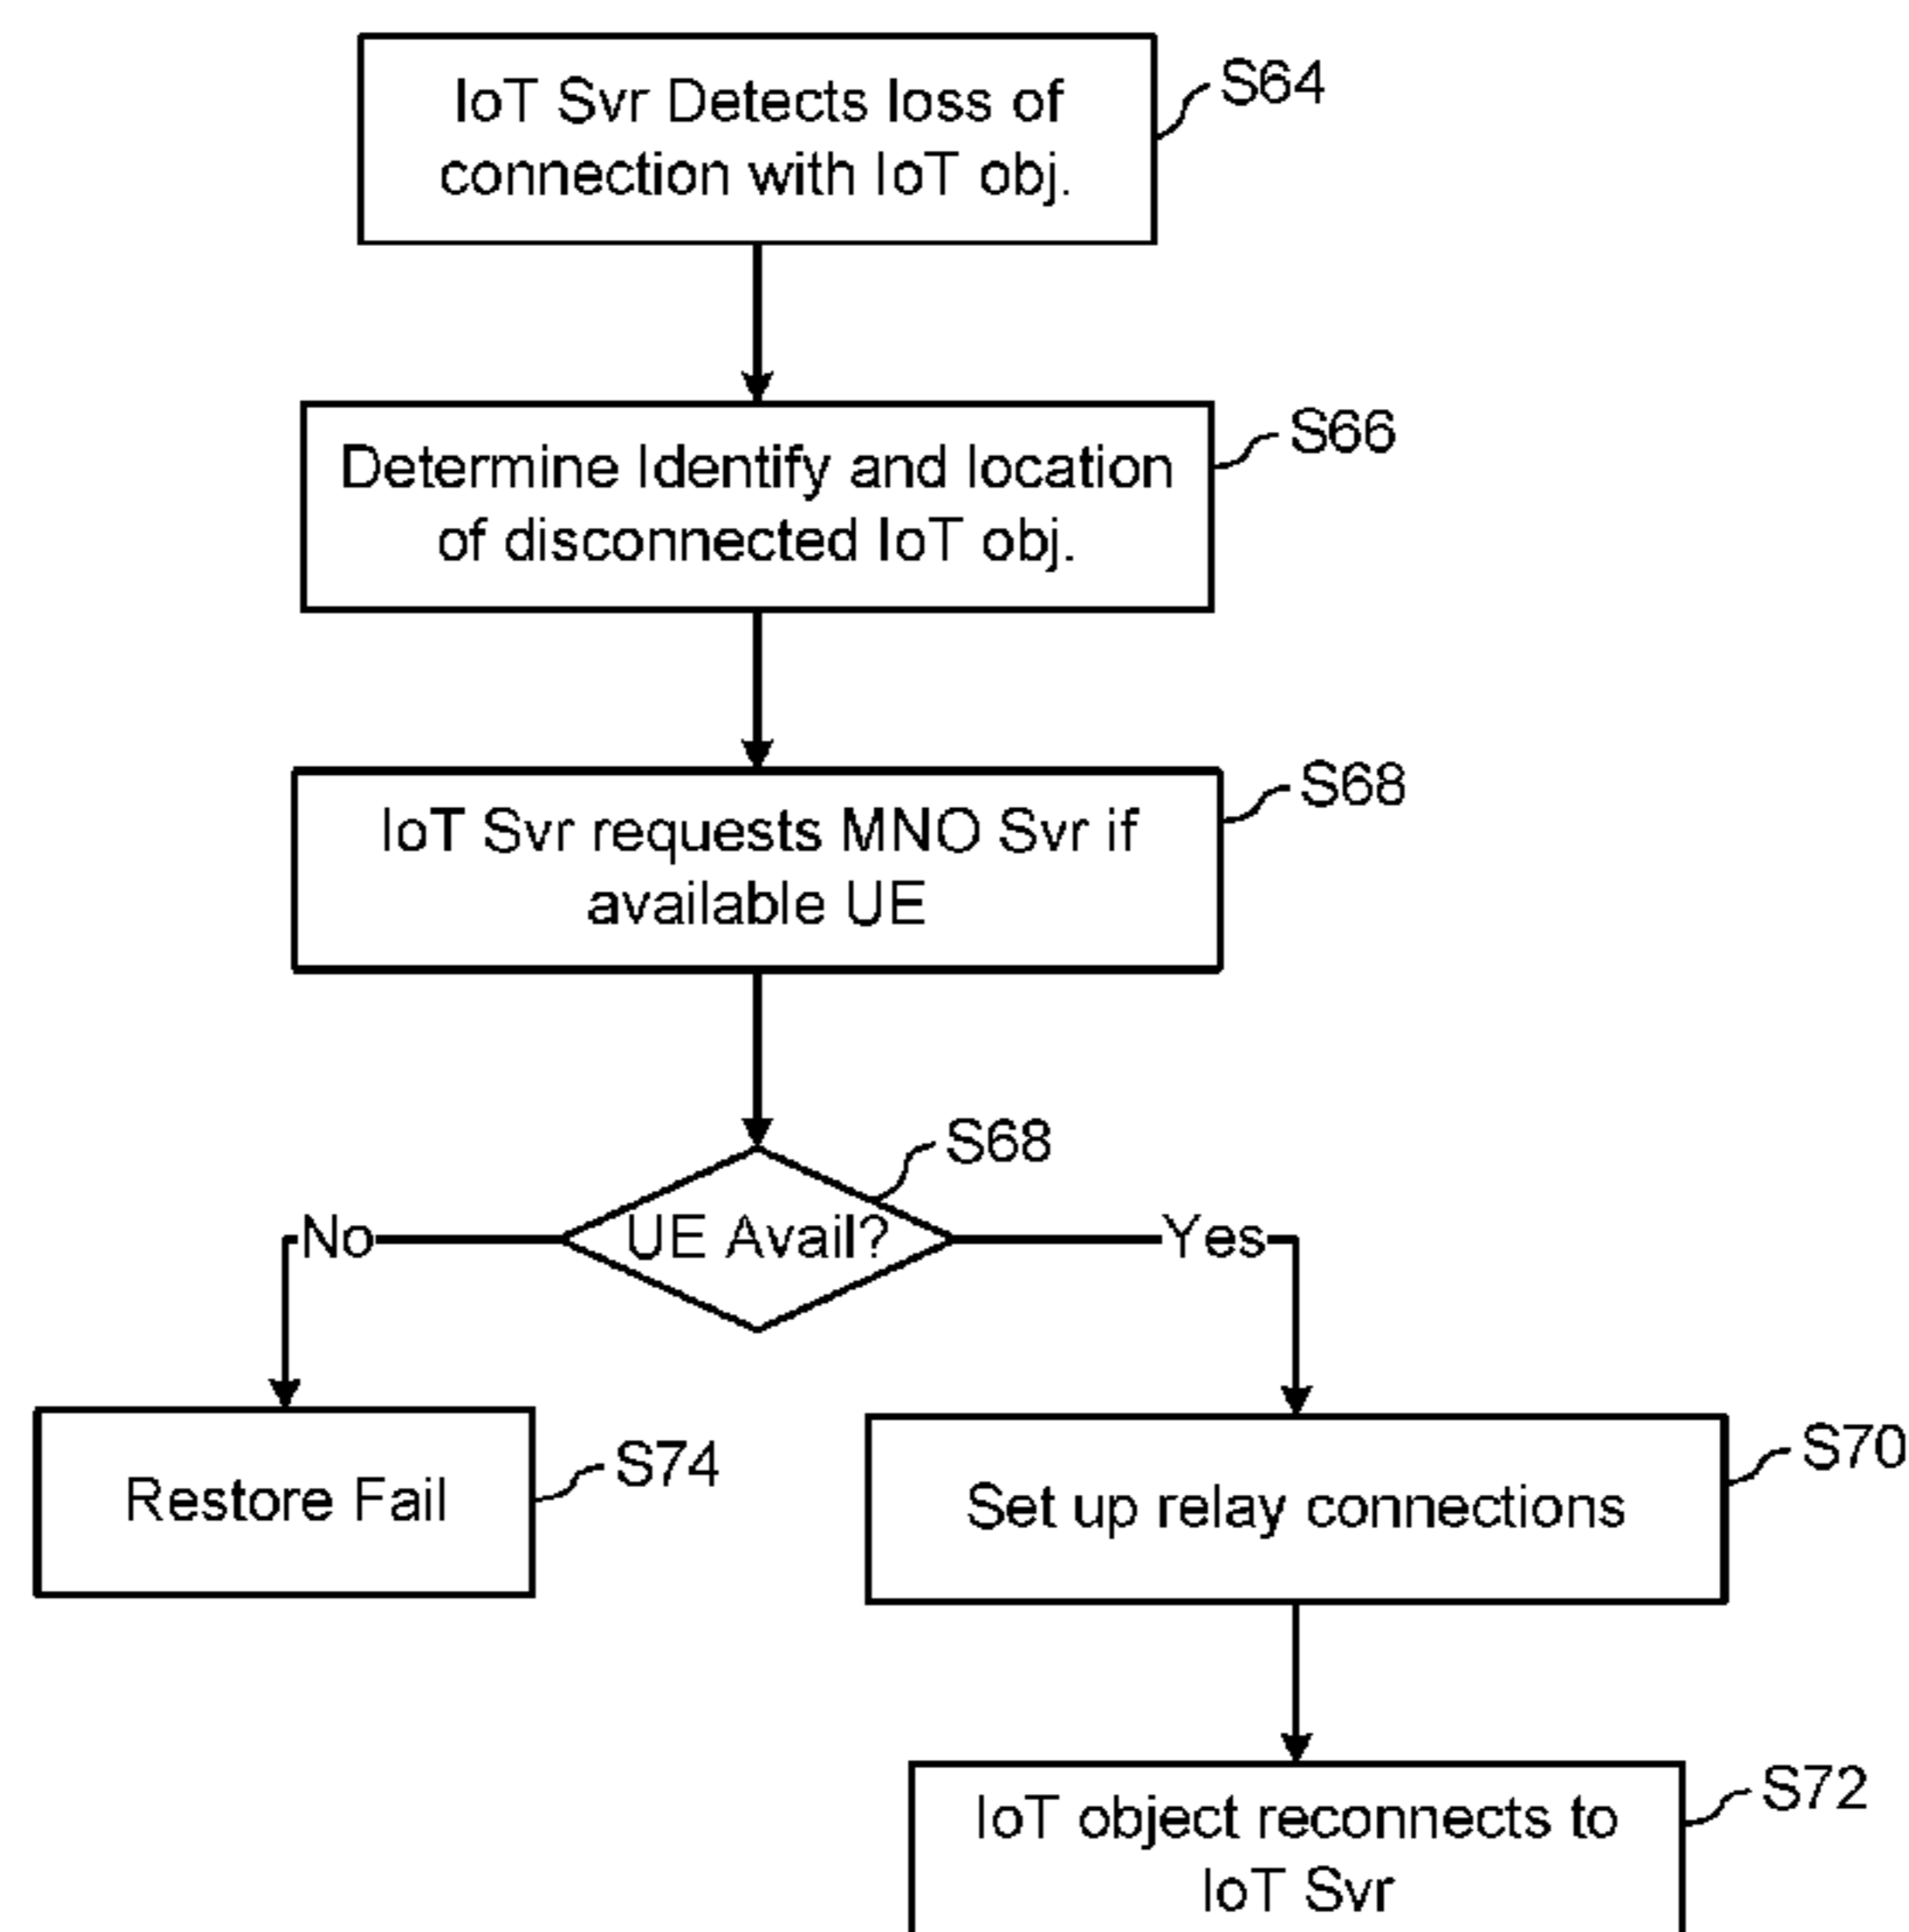 IoT Svr Detects loss of
connection with IoT obj.
S64
Determine Identify and location
of disconnected IoT obj.
S66
IoT Svr requests MNO Svr if
available UE
S68
UE Avail?
S68
No
Yes
Restore Fail
S74
Set up relay connections
S70
IoT object reconnects to
IoT Svr
S72